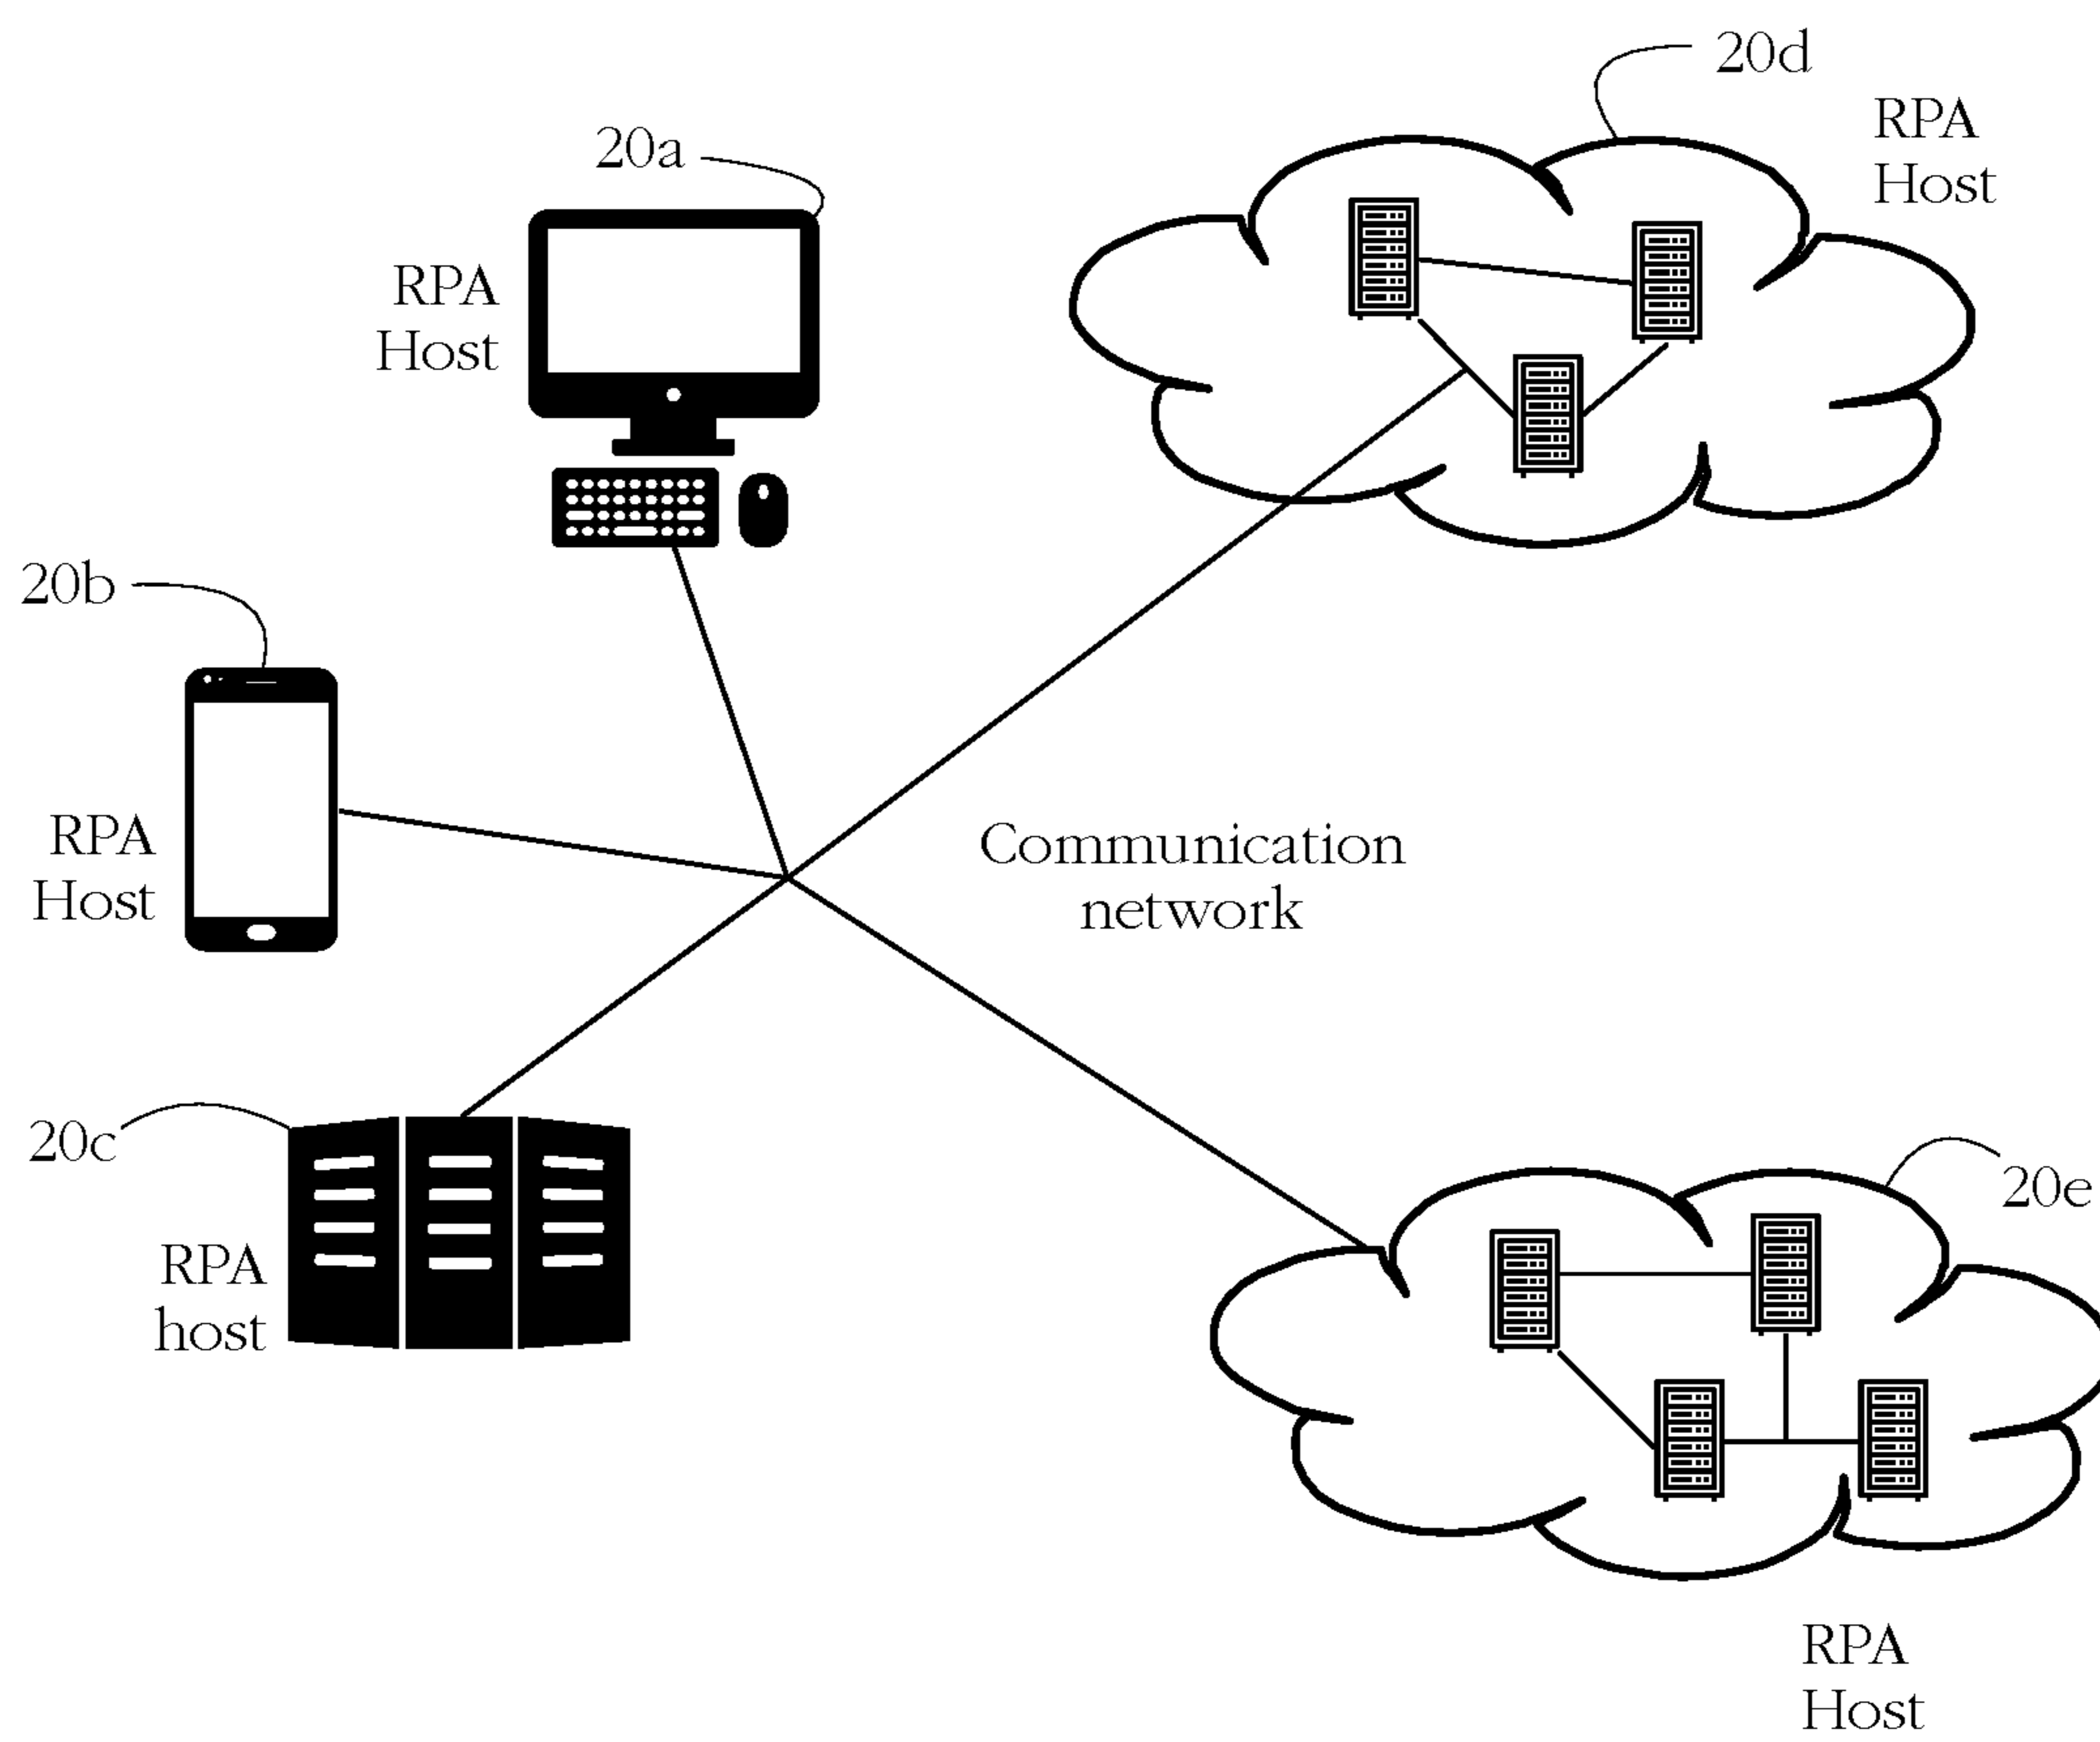 20d
RPA
Host
20a
RPA
Host
20b
RPA
Host
Communication
network
20c
RPA
host
20e
RPA
Host